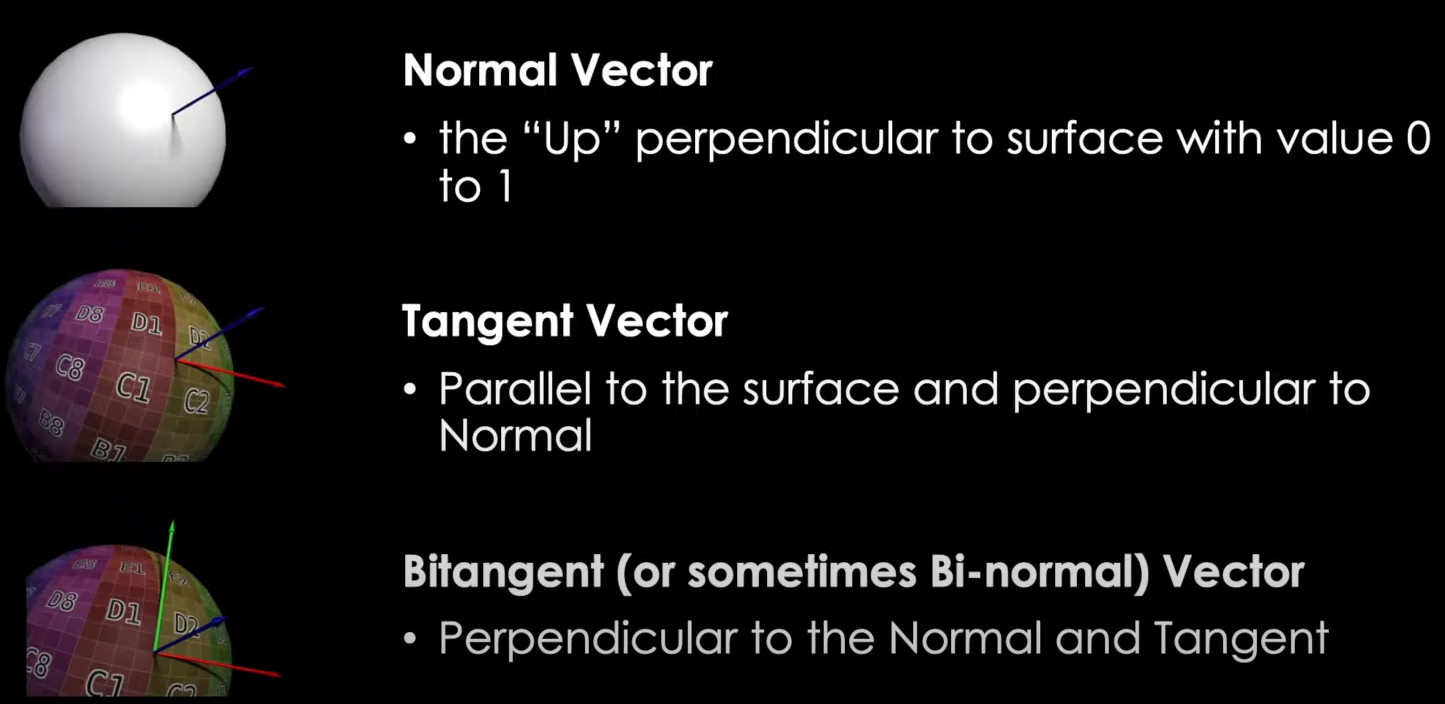 Normal Vector
• the “Up” perpendicular to surface with value 0
to 1
D8
D1
D2
C7
C8
C1
C2
B8
B1
Tangent Vector
• Parallel to the surface and perpendicular to
Normal
D8
D1
D2
C8
C1
C2
Bitangent (or sometimes Bi-normal) Vector
• Perpendicular to the Normal and Tangent